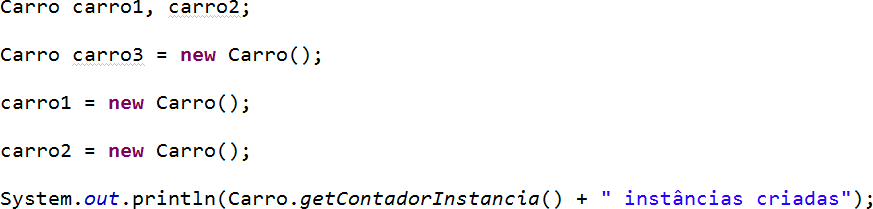 Carro carro1, carro2;
Carro carro3 = new Carro();
carro1 = new Carro();
carro2 = new Carro();
System.out.println(Carro.getContadorInstancia() + " instâncias criadas");